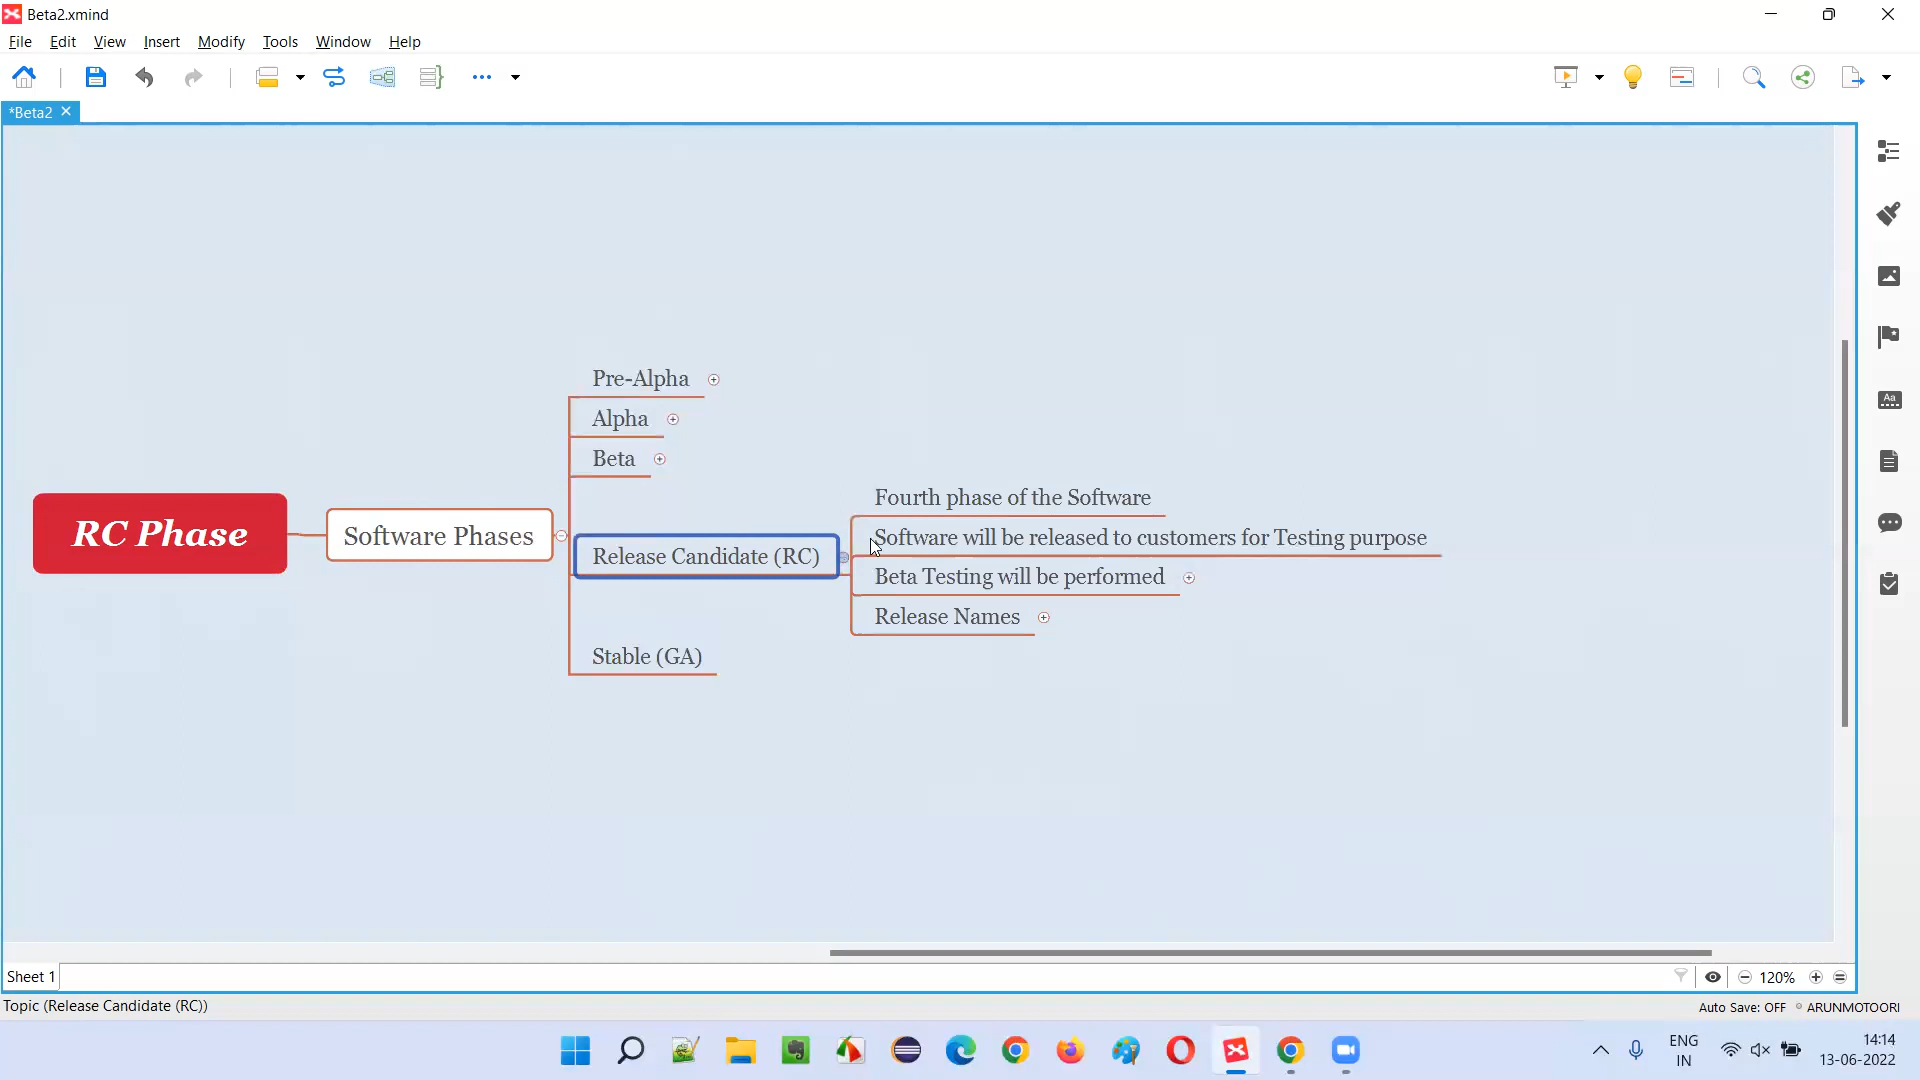 Beta2.xmind
File Edit View Insert Modify Tools Window Help
*Beta2
Pre-Alpha
Alpha
Beta
Fourth phase of the Software
RC Phase
Software Phases
Software will be released to customers for Testing purpose
Release Candidate (RC)
Beta Testing will be performed
Release Names
Stable (GA)
Aa
Sheet 1
120%
Topic (Release Candidate (RC))
Auto Save: OFF
ARUNMOTOORI
ENG
IN
14:14
13-06-2022